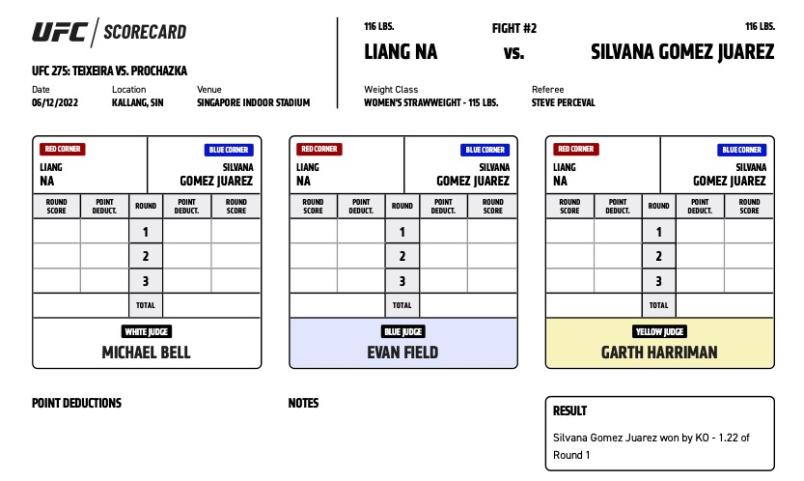 UFC SCORECARD
UFC 275: TEIXEIRA VS. PROCHAZKA
Date Location Venue
06/12/2022 KALLANG, SIN SINGAPORE INDOOR STADIUM
116 LBS. FIGHT #2 116 LBS.
LIANG NA vs. SILVANA GOMEZ JUAREZ
Weight Class Referee
WOMEN'S STRAWWEIGHT - 115 LBS. STEVE PERCEVAL
RED CORNER BLUE CORNER
LIANG SILVANA
NA GOMEZ JUAREZ
ROUND SCORE POINT DEDUCT. ROUND POINT DEDUCT. ROUND SCORE
1
2
3
TOTAL
WHITE JUDGE
MICHAEL BELL
RED CORNER BLUE CORNER
LIANG SILVANA
NA GOMEZ JUAREZ
ROUND SCORE POINT DEDUCT. ROUND POINT DEDUCT. ROUND SCORE
1
2
3
TOTAL
BLUE JUDGE
EVAN FIELD
RED CORNER BLUE CORNER
LIANG SILVANA
NA GOMEZ JUAREZ
ROUND SCORE POINT DEDUCT. ROUND POINT DEDUCT. ROUND SCORE
1
2
3
TOTAL
YELLOW JUDGE
GARTH HARRIMAN
POINT DEDUCTIONS
NOTES
RESULT
Silvana Gomez Juarez won by KO - 1.22 of
Round 1